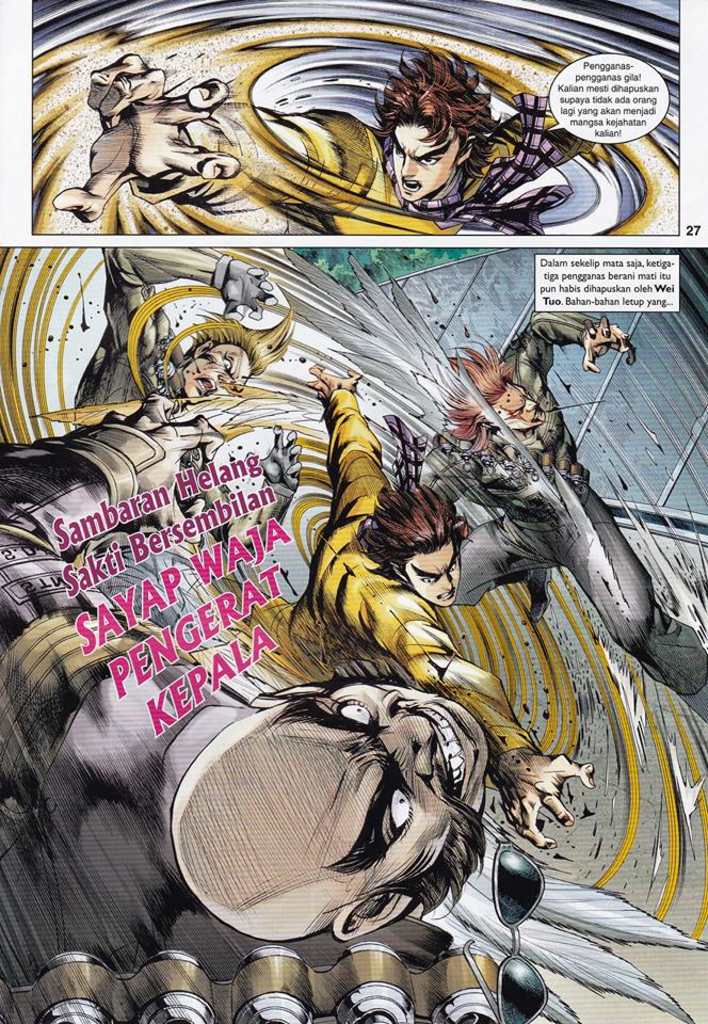 Pengganas-
pengganas gila!
Kalian mesti dihapuskan
supaya tidak ada orang
lagi yang akan menjadi
mangsa kejahatan
kalian!
27
Dalam sekelip mata saja, ketiga-
tiga pengganas berani mati itu
pun habis dihapuskan oleh Wei
Tuo. Bahan-bahan letup yang...
Sambaran Helang
Sakti Bersembilan
SAYAP WAJA
PENGERAT
KEPALA